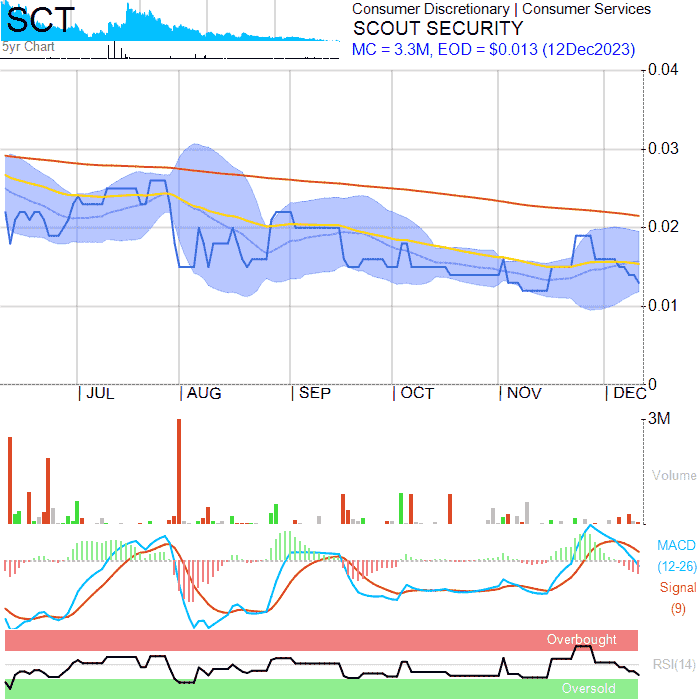 SCT
5yr Chart
Consumer Discretionary | Consumer Services
SCOUT SECURITY
MC = 3.3M, EOD = $0.013 (12Dec2023)
0.04
0.03
0.02
0.01
0
JUL
AUG
SEP
OCT
NOV
DEC
3M
Volume
MACD
(12-26)
Signal
(9)
Overbought
RSI(14)
Oversold